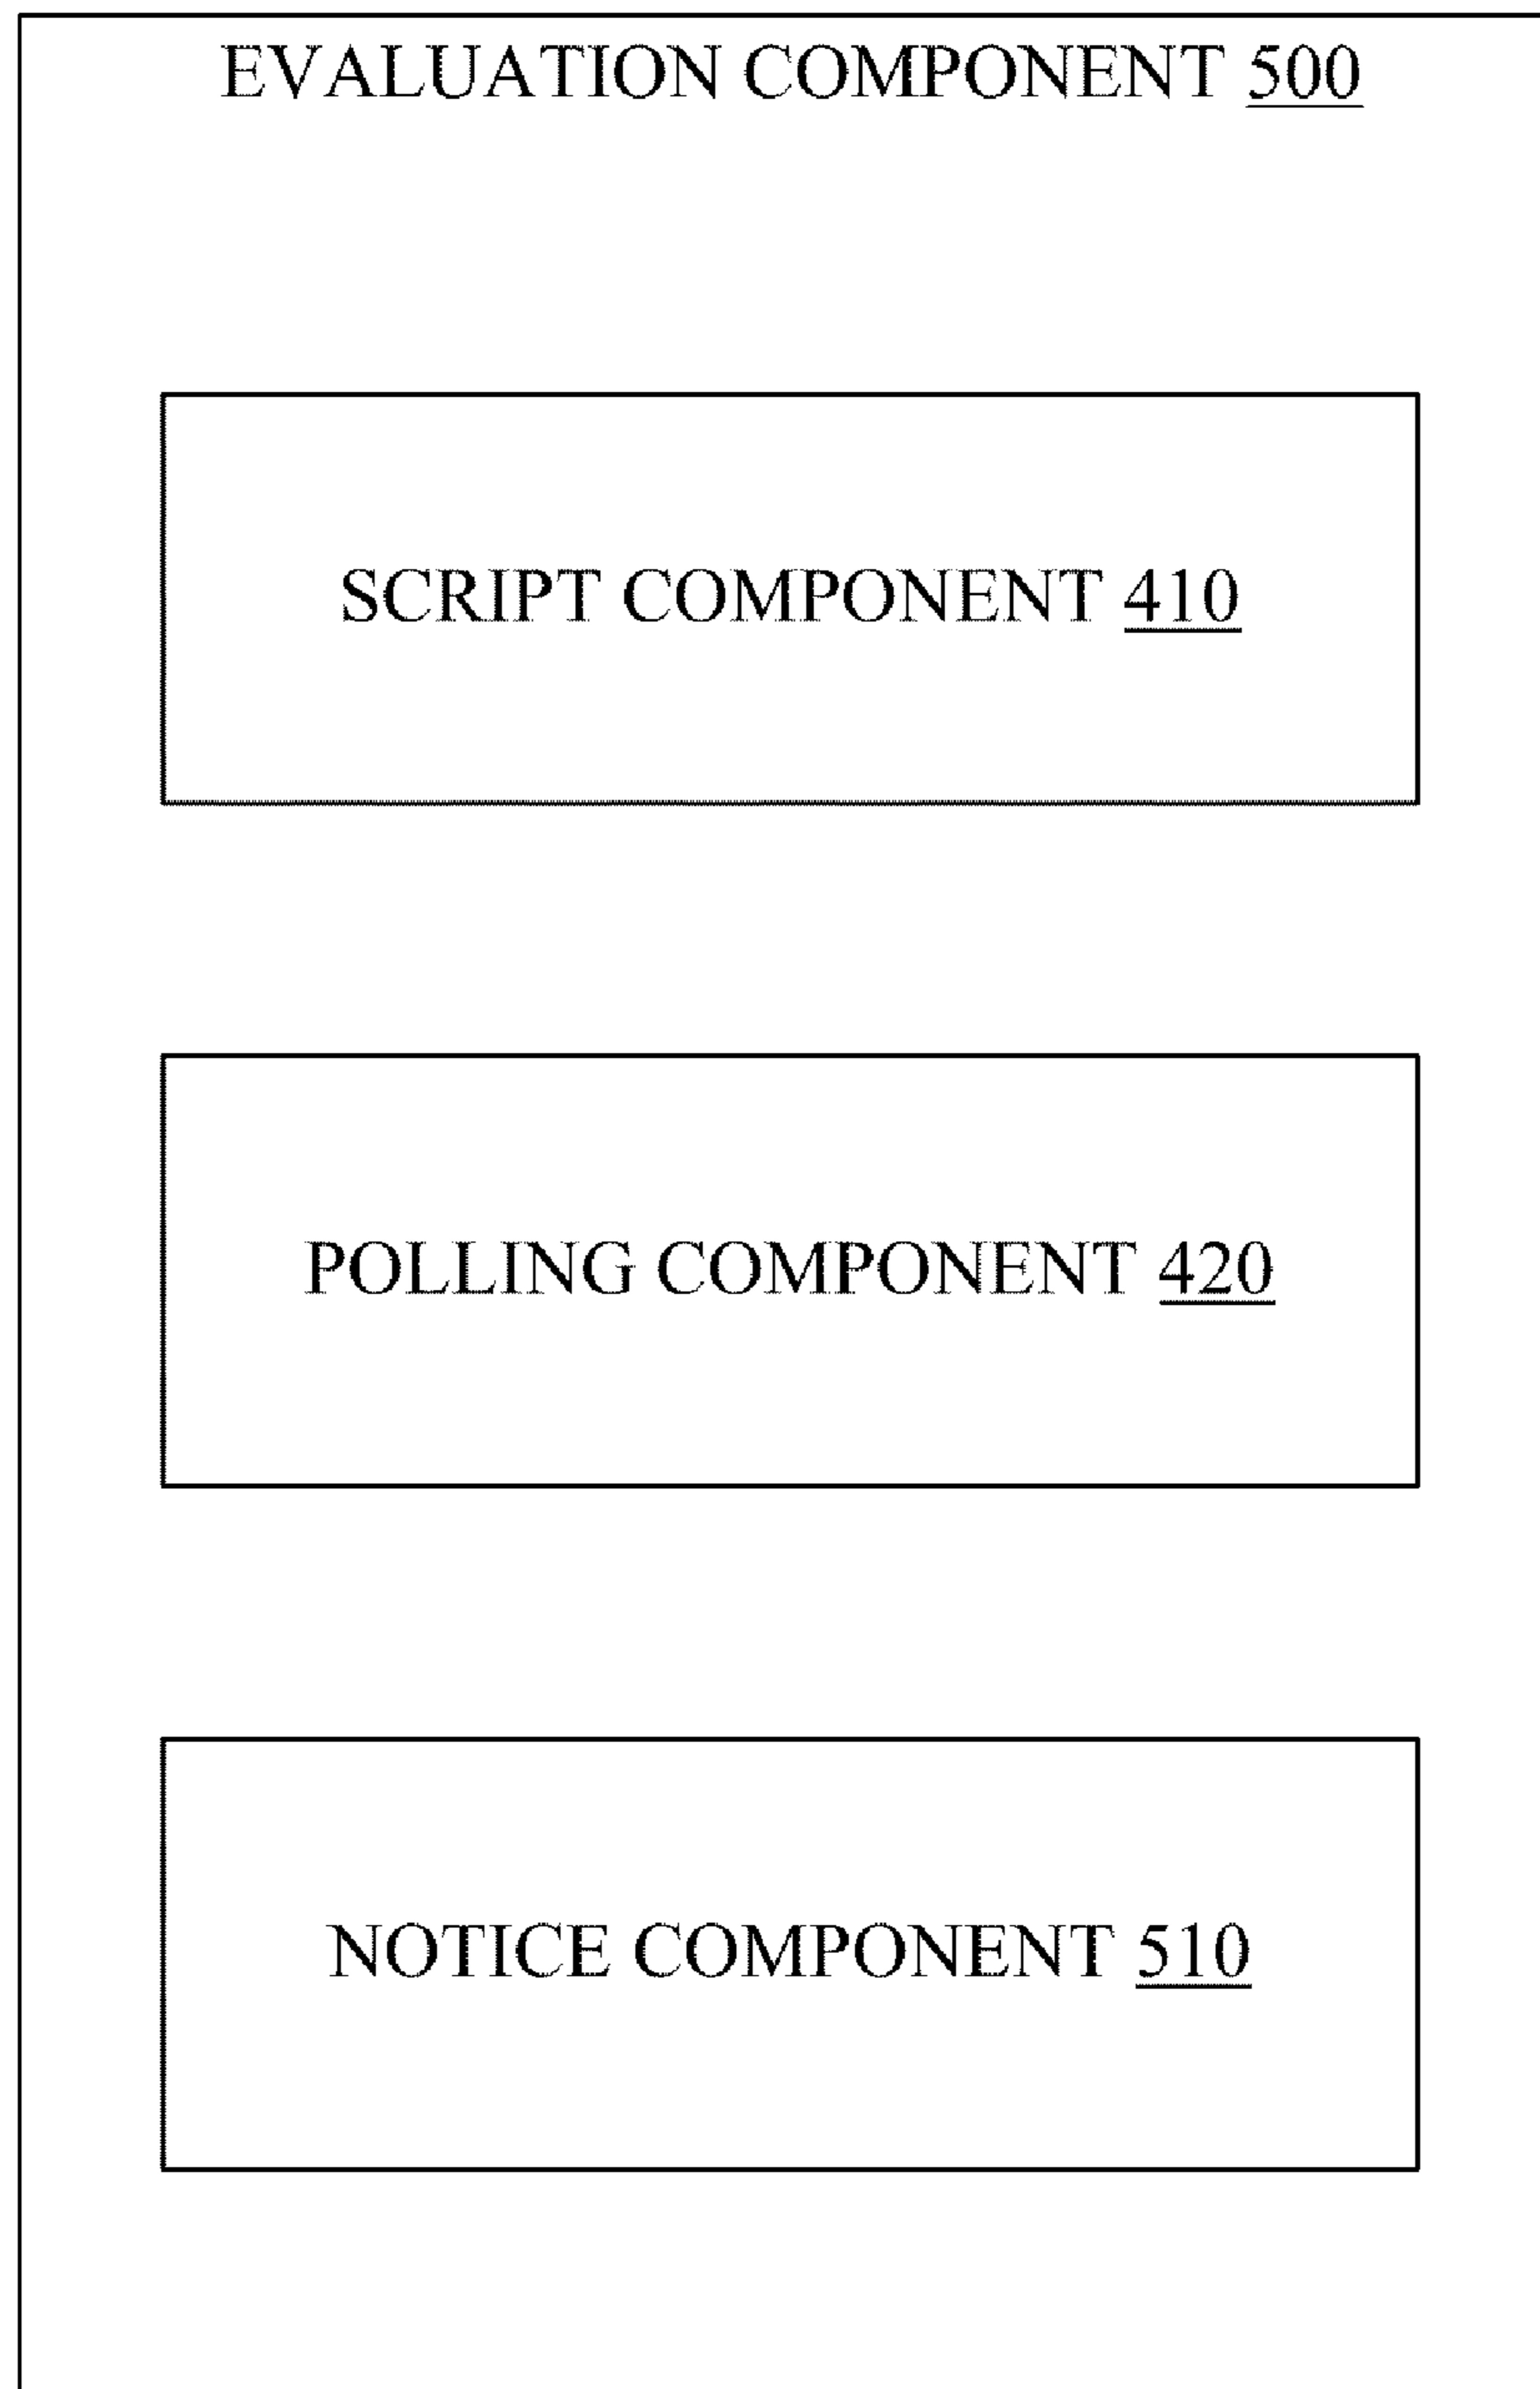 EVALUATION COMPONENT 500
SCRIPT COMPONENT 410
POLLING COMPONENT 420
NOTICE COMPONENT 510